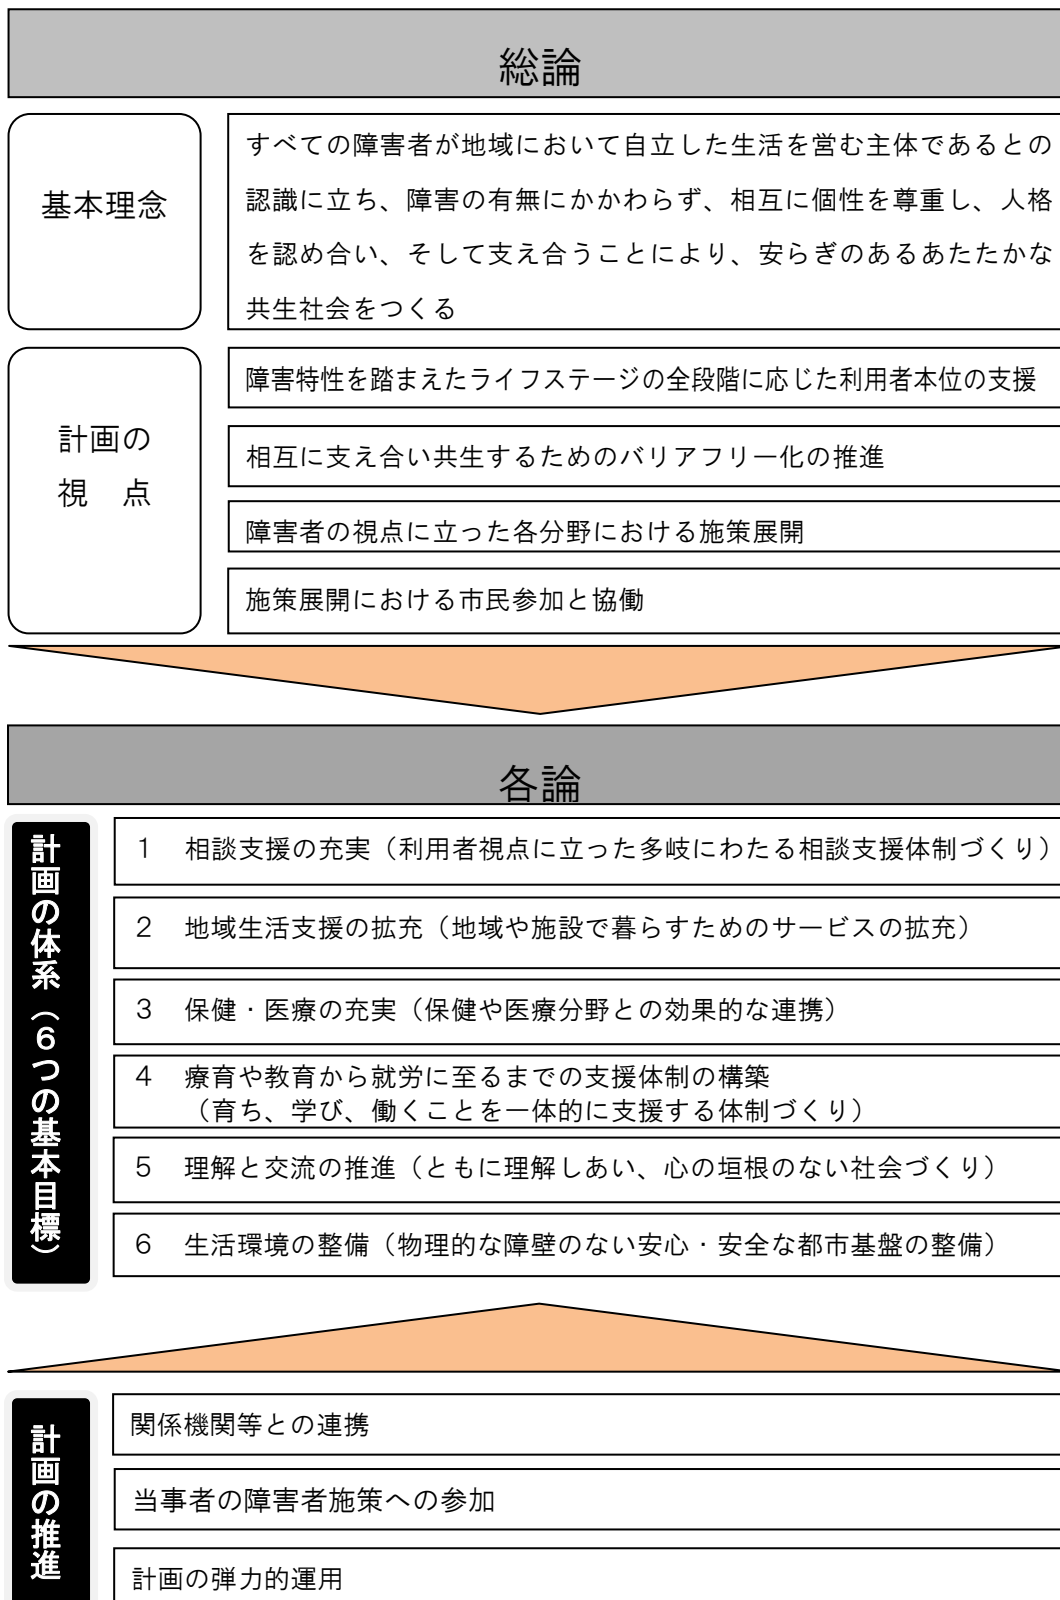 総論
基本理念
すべての障害者が地域において自立した生活を営む主体であるとの
認識に立ち、障害の有無にかかわらず、相互に個性を尊重し、人格
を認め合い、そして支え合うことにより、安らぎのあるあたたかな
共生社会をつくる
計画の
視　点
障害特性を踏まえたライフステージの全段階に応じた利用者本位の支援
相互に支え合い共生するためのバリアフリー化の推進
障害者の視点に立った各分野における施策展開
施策展開における市民参加と協働
各論
計画の体系（６つの基本目標）
１　相談支援の充実（利用者視点に立った多岐にわたる相談支援体制づくり）
２　地域生活支援の拡充（地域や施設で暮らすためのサービスの拡充）
３　保健・医療の充実（保健や医療分野との効果的な連携）
４　療育や教育から就労に至るまでの支援体制の構築
（育ち、学び、働くことを一体的に支援する体制づくり）
５　理解と交流の推進（ともに理解しあい、心の垣根のない社会づくり）
６　生活環境の整備（物理的な障壁のない安心・安全な都市基盤の整備）
計画の推進
関係機関等との連携
当事者の障害者施策への参加
計画の弾力的運用